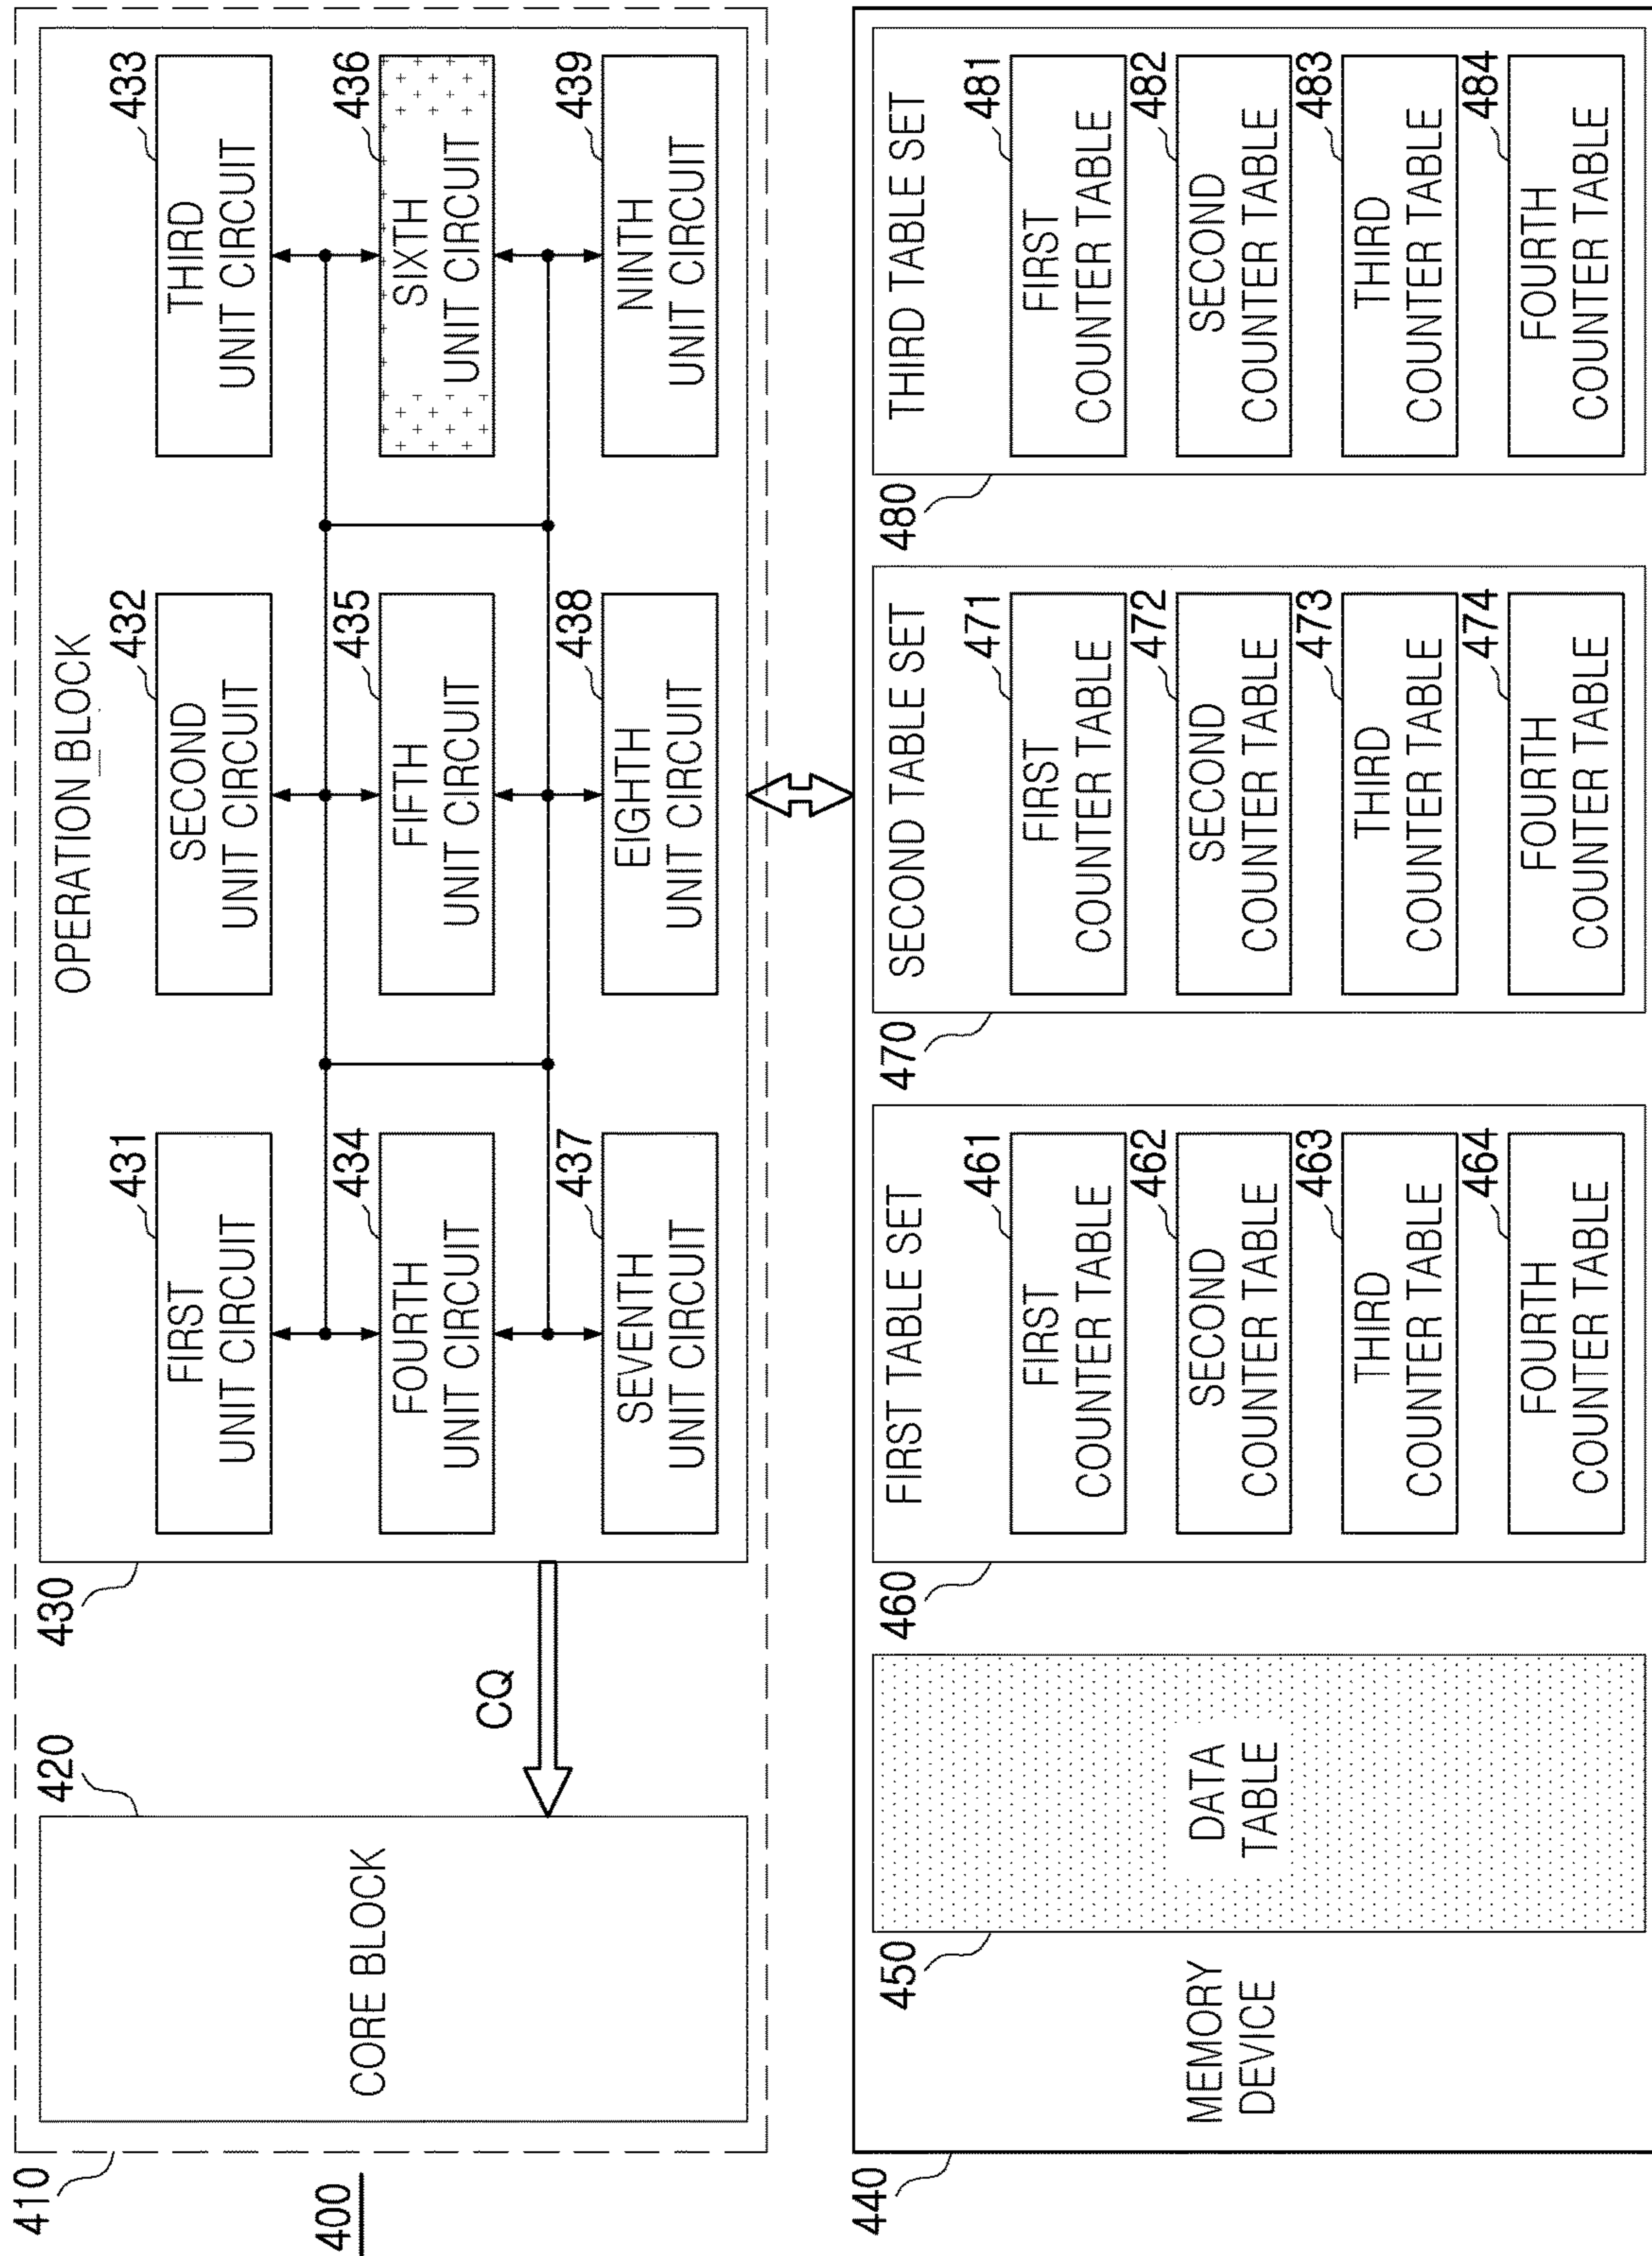 400
410
420
CORE BLOCK
CQ
430
OPERATION BLOCK
431
FIRST
UNIT CIRCUIT
432
SECOND
UNIT CIRCUIT
433
THIRD
UNIT CIRCUIT
434
FOURTH
UNIT CIRCUIT
435
FIFTH
UNIT CIRCUIT
436
SIXTH
UNIT CIRCUIT
437
SEVENTH
UNIT CIRCUIT
438
EIGHTH
UNIT CIRCUIT
439
NINTH
UNIT CIRCUIT
440
MEMORY
DEVICE
450
DATA
TABLE
460
FIRST TABLE SET
461
FIRST
COUNTER TABLE
462
SECOND
COUNTER TABLE
463
THIRD
COUNTER TABLE
464
FOURTH
COUNTER TABLE
470
SECOND TABLE SET
471
FIRST
COUNTER TABLE
472
SECOND
COUNTER TABLE
473
THIRD
COUNTER TABLE
474
FOURTH
COUNTER TABLE
480
THIRD TABLE SET
481
FIRST
COUNTER TABLE
482
SECOND
COUNTER TABLE
483
THIRD
COUNTER TABLE
484
FOURTH
COUNTER TABLE